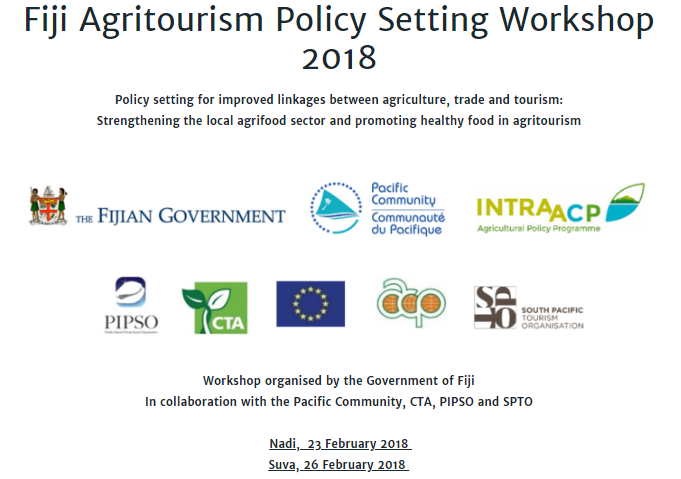 Fiji Agritourism Policy Setting Workshop
2018
Policy setting for improved linkages between agriculture, trade and tourism:
Strengthening the local agrifood sector and promoting healthy food in agritourism
THE FIJIAN GOVERNMENT
Pacific
Community
Communauté
du Pacifique
INTRA ACP
Agricultural Policy Programme
PIPSO
CTA
acp
SPTO
SOUTH PACIFIC
TOURISM
ORGANISATION
Workshop organised by the Government of Fiji
In collaboration with the Pacific Community, CTA, PIPSO and SPTO
Nadi, 23 February 2018
Suva, 26 February 2018